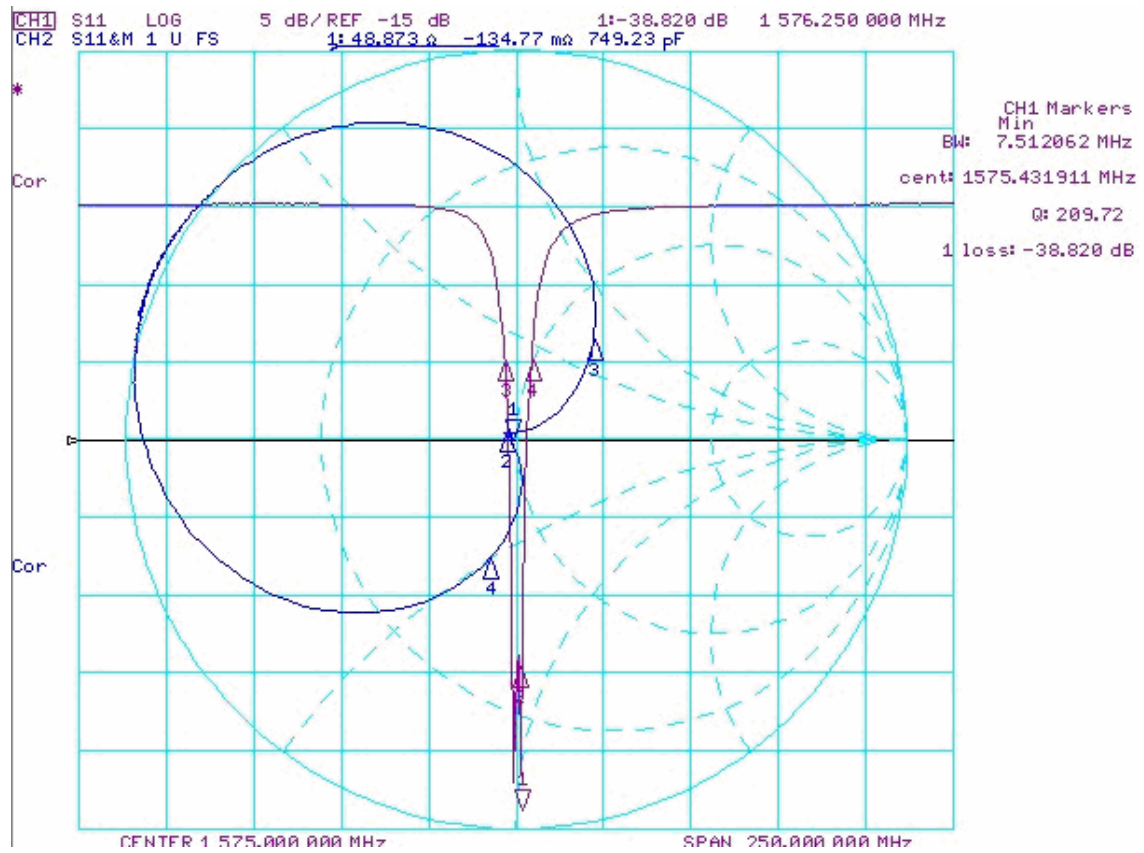 CH1 S11 LOG 5 dB/REF -15 dB 1:-38.820 dB 1 576.250 000 MHz
CH2 S11&M 1 U FS 1: 48.873 Ω -134.77 mΩ 749.23 pF
*
CH1 Markers
Min
BW: 7.512062 MHz
Cor
cent: 1575.431911 MHz
Q: 209.72
1 loss: -38.820 dB
3
3
4
1
2
Cor
4
CENTER 1 575.000 000 MHz SPAN 250.000 000 MHz